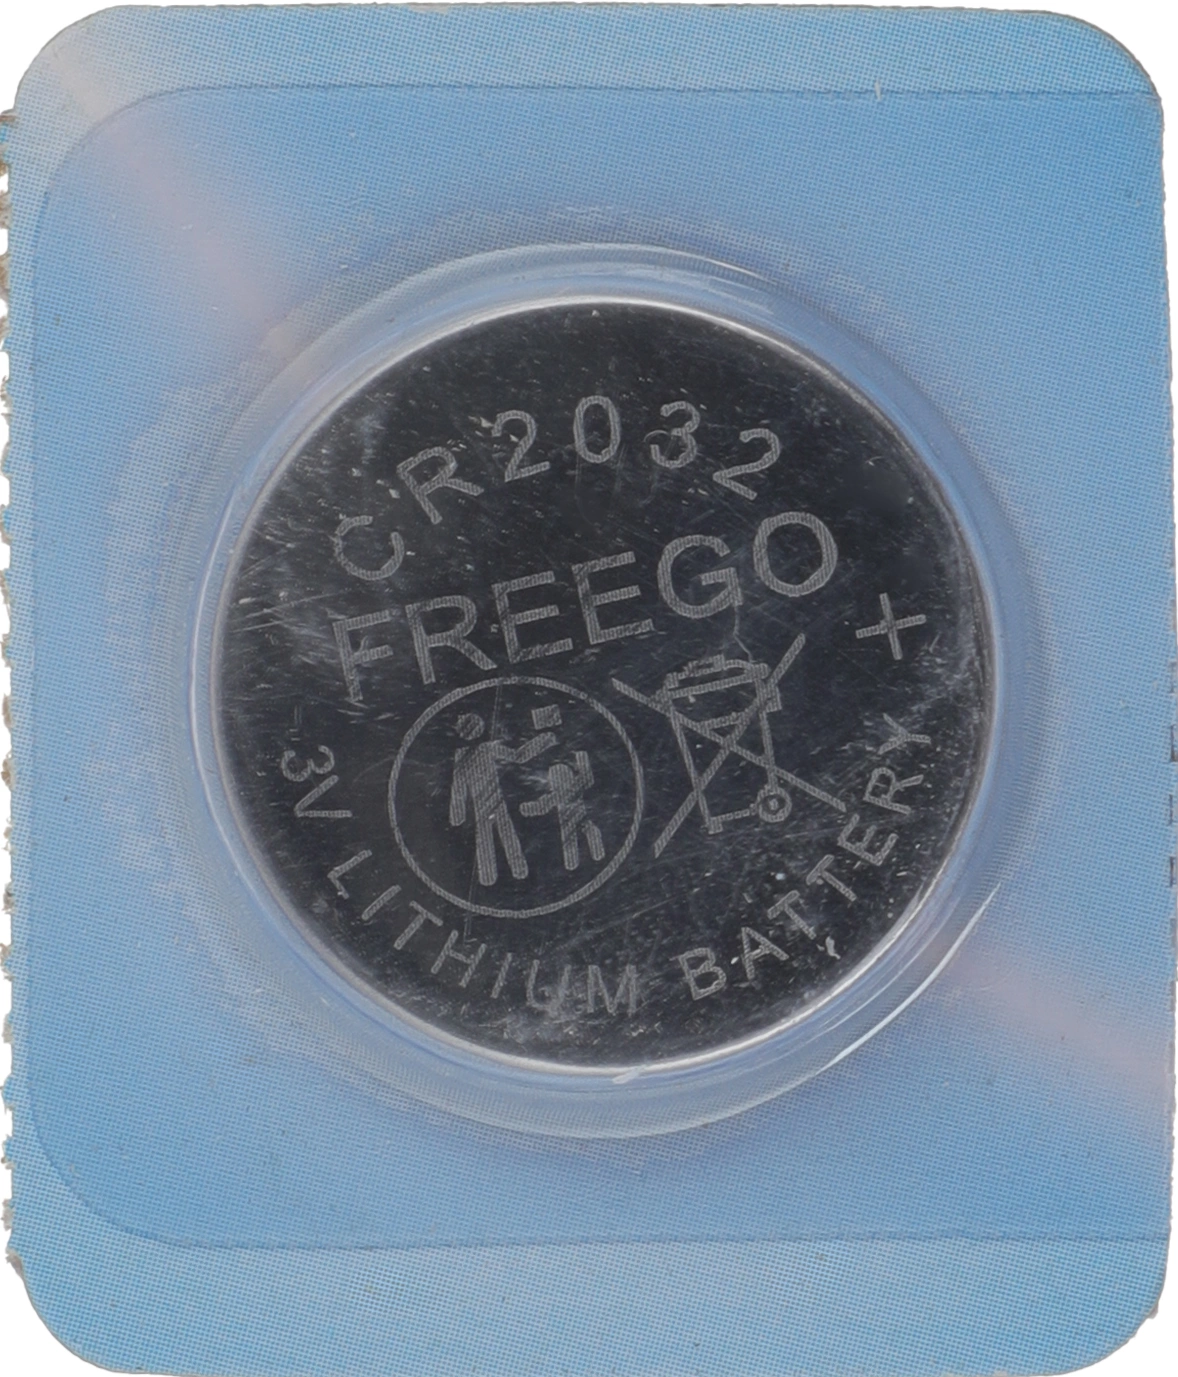 CR2032
FREEGO
+
3V LITHIUM BATTERY